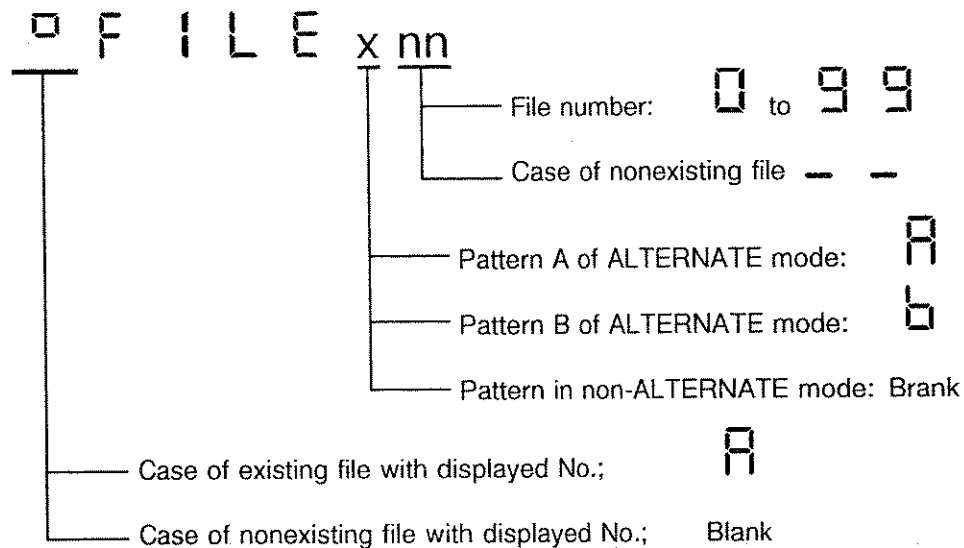 ° F I L E x nn
File number: 0 to 9 9
Case of nonexisting file – –
Pattern A of ALTERNATE mode: A
Pattern B of ALTERNATE mode: b
Pattern in non-ALTERNATE mode: Brank
Case of existing file with displayed No.; A
Case of nonexisting file with displayed No.; Blank